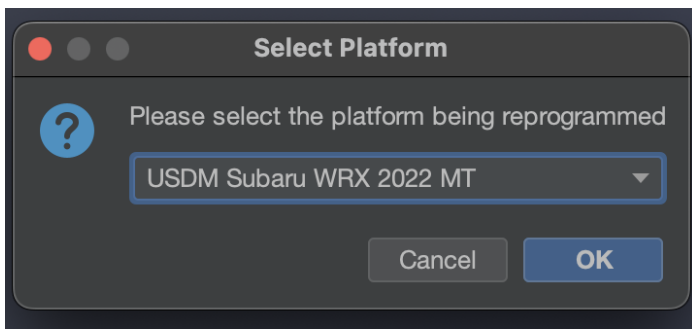 Select Platform
Please select the platform being reprogrammed
USDM Subaru WRX 2022 MT
Cancel OK